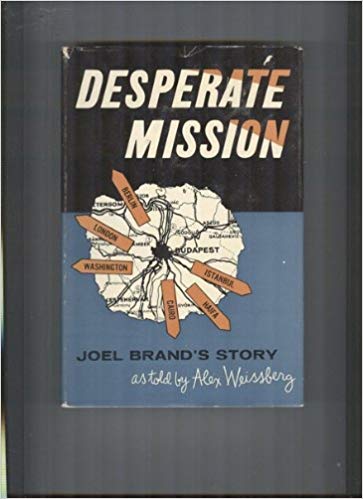 DESPERATE
MISSION
BERLIN
LONDON
WASHINGTON
BUDAPEST
ISTANBUL
HAIFA
CAIRO
JOEL BRAND'S STORY
as told by Alex Weissberg